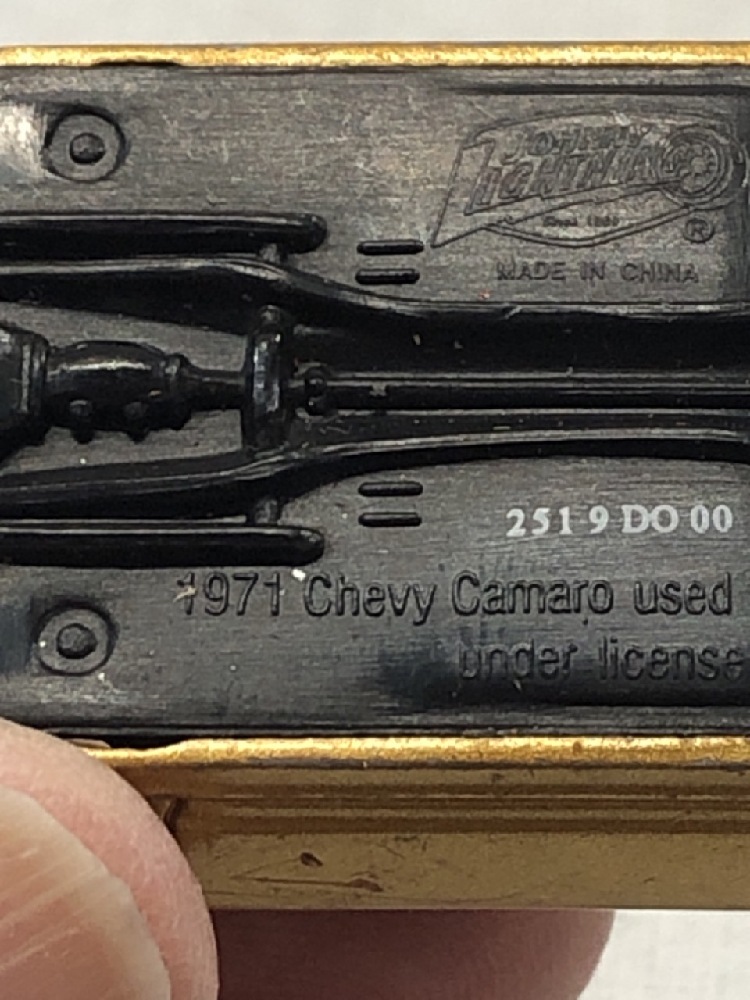 JOHNNY
LIGHTNING
®
MADE IN CHINA
251 9 DO 00
1971 Chevy Camaro used
under license